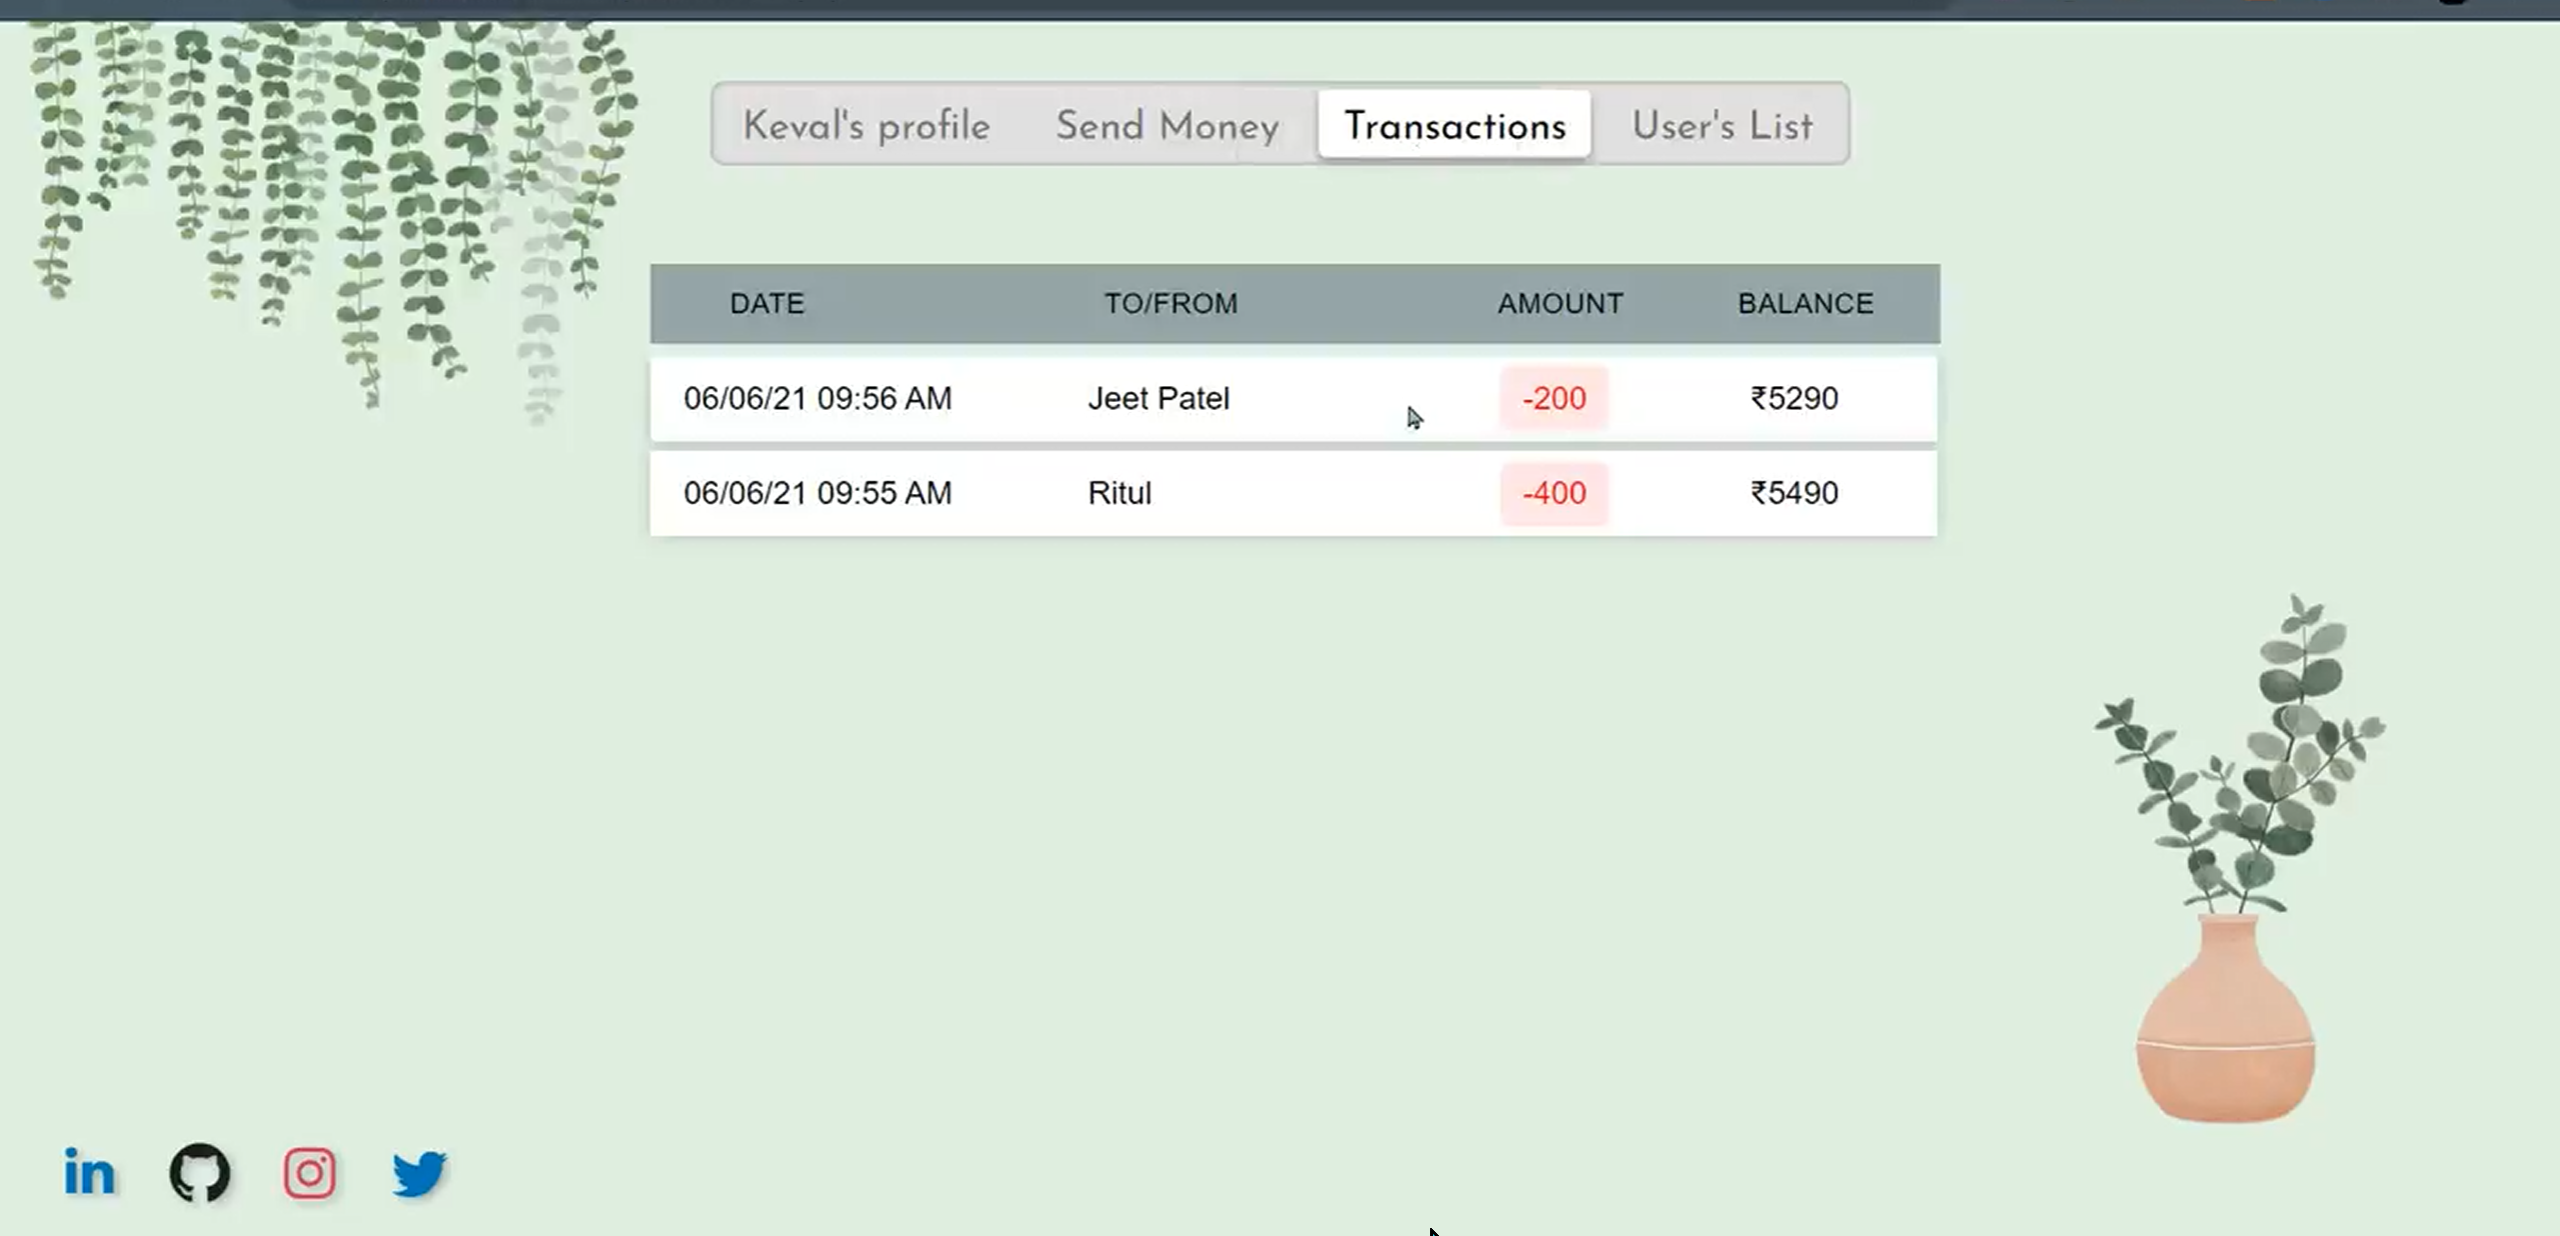 Keval's profile Send Money Transactions User's List
DATE TO/FROM AMOUNT BALANCE
06/06/21 09:56 AM Jeet Patel -200 ₹5290
06/06/21 09:55 AM Ritul -400 ₹5490
in